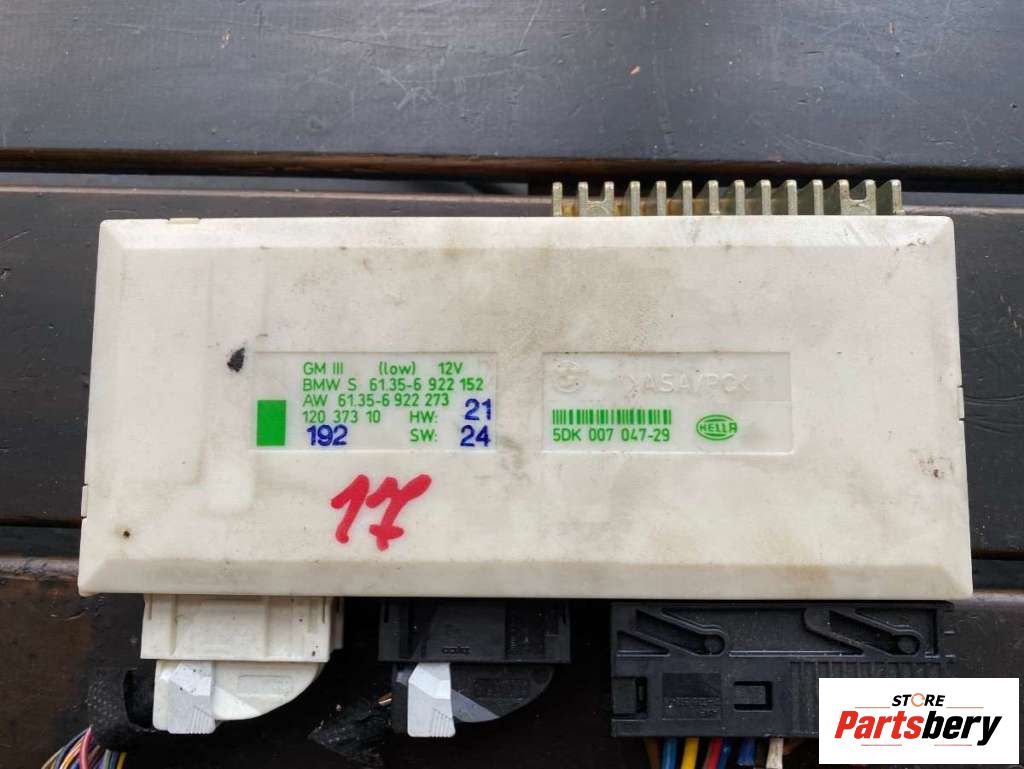 GM III (low) 12V
BMW S 61.35-6 922 152
AW 61.35-6 922 273
120 373 10 HW: 21
192 SW: 24
5DK 007 047-29
HELLA
17
STORE
Partsbery